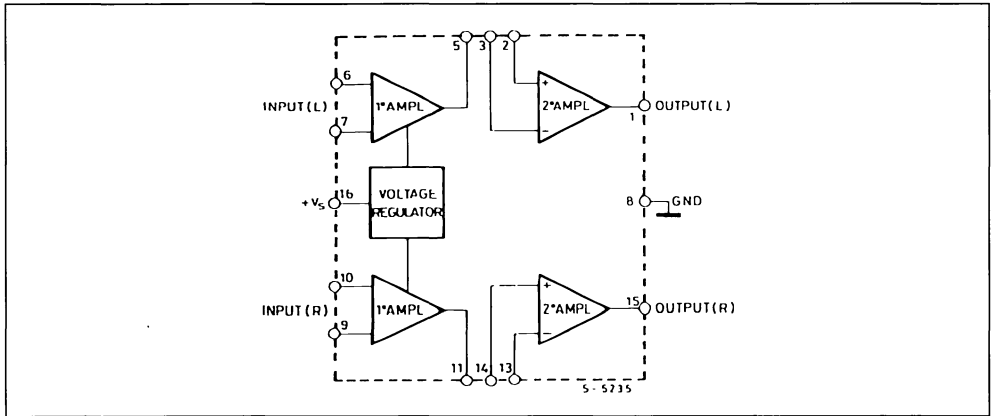 5 3 2
6
+
INPUT(L) 1°AMPL 2°AMPL OUTPUT(L)
1
7
−
16 VOLTAGE 8 GND
+VS REGULATOR
10
+
INPUT(R) 1°AMPL 2°AMPL 15 OUTPUT(R)
9
−
11 14 13
S-5235